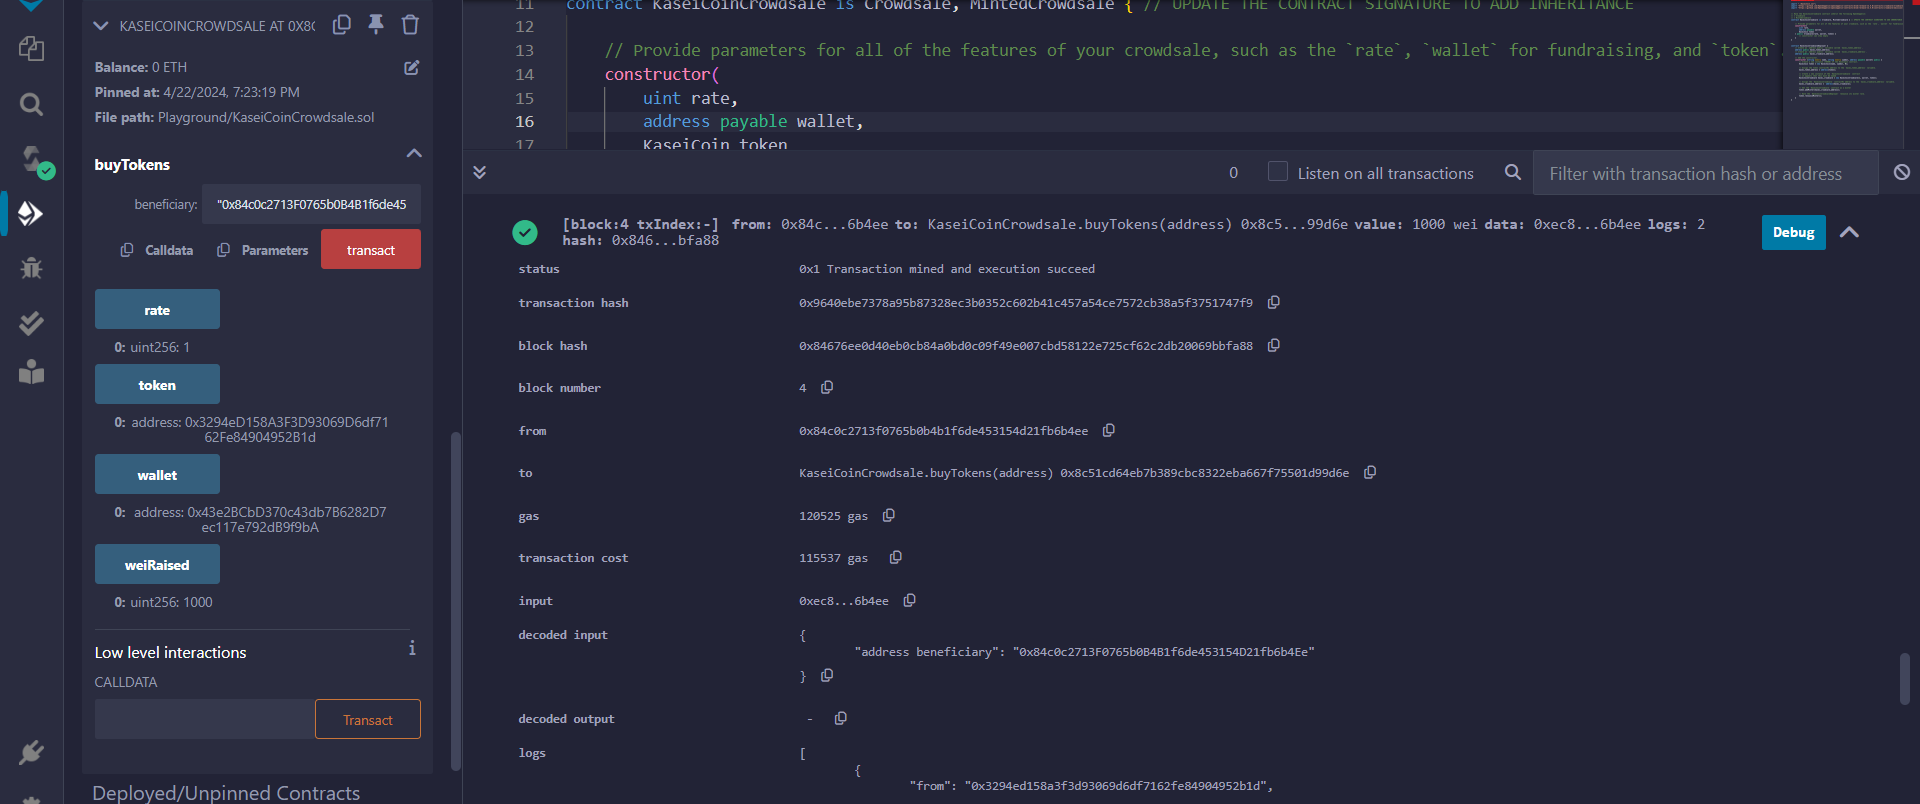 KASEICOINCROWDSALE AT 0X8C
Balance: 0 ETH
Pinned at: 4/22/2024, 7:23:19 PM
File path: Playground/KaseiCoinCrowdsale.sol
buyTokens
beneficiary: "0x84c0c2713F0765b0B4B1f6de45
Calldata Parameters transact
rate
0: uint256: 1
token
0: address: 0x3294eD158A3F3D93069D6df71
62Fe84904952B1d
wallet
0: address: 0x43e2BCbD370c43db7B6282D7
ec117e792dB9f9bA
weiRaised
0: uint256: 1000
Low level interactions
i
CALLDATA
Transact
Deployed/Unpinned Contracts
11 contract KaseiCoinCrowdsale is Crowdsale, MintedCrowdsale { // UPDATE THE CONTRACT SIGNATURE TO ADD INHERITANCE
12
13 // Provide parameters for all of the features of your crowdsale, such as the `rate`, `wallet` for fundraising, and `token`
14 constructor(
15 uint rate,
16 address payable wallet,
17 KaseiCoin token
0 Listen on all transactions Filter with transaction hash or address
[block:4 txIndex:-] from: 0x84c...6b4ee to: KaseiCoinCrowdsale.buyTokens(address) 0x8c5...99d6e value: 1000 wei data: 0xec8...6b4ee logs: 2
hash: 0x846...bfa88
Debug
status 0x1 Transaction mined and execution succeed
transaction hash 0x9640ebe7378a95b87328ec3b0352c602b41c457a54ce7572cb38a5f3751747f9
block hash 0x84676ee0d40eb0cb84a0bd0c09f49e007cbd58122e725cf62c2db20069bbfa88
block number 4
from 0x84c0c2713f0765b0b4b1f6de453154d21fb6b4ee
to KaseiCoinCrowdsale.buyTokens(address) 0x8c51cd64eb7b389cbc8322eba667f75501d99d6e
gas 120525 gas
transaction cost 115537 gas
input 0xec8...6b4ee
decoded input {
"address beneficiary": "0x84c0c2713F0765b0B4B1f6de453154D21fb6b4Ee"
}
decoded output -
logs [
{
"from": "0x3294ed158a3f3d93069d6df7162fe84904952b1d",